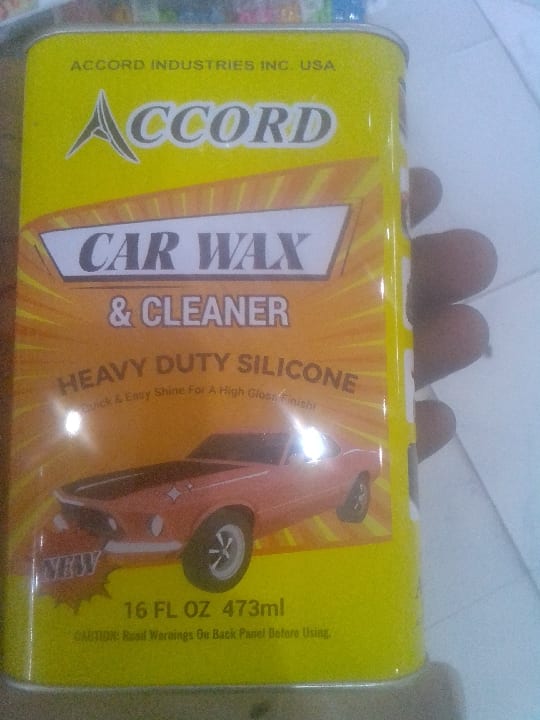 ACCORD INDUSTRIES INC. USA
ACCORD
CAR WAX
& CLEANER
HEAVY DUTY SILICONE
Quick & Easy Shine For A High Gloss Finish!
NEW
16 FL OZ 473ml
CAUTION: Read Warnings On Back Panel Before Using.